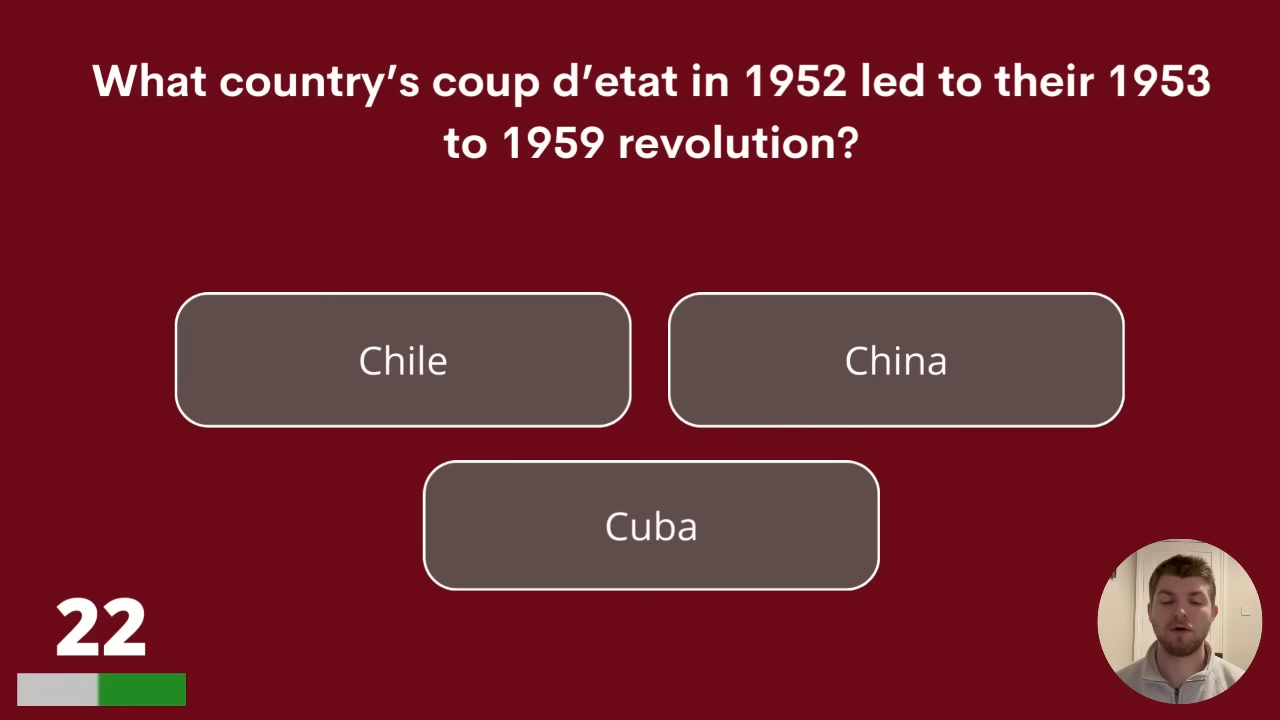 What country’s coup d’etat in 1952 led to their 1953
to 1959 revolution?
Chile
China
Cuba
22